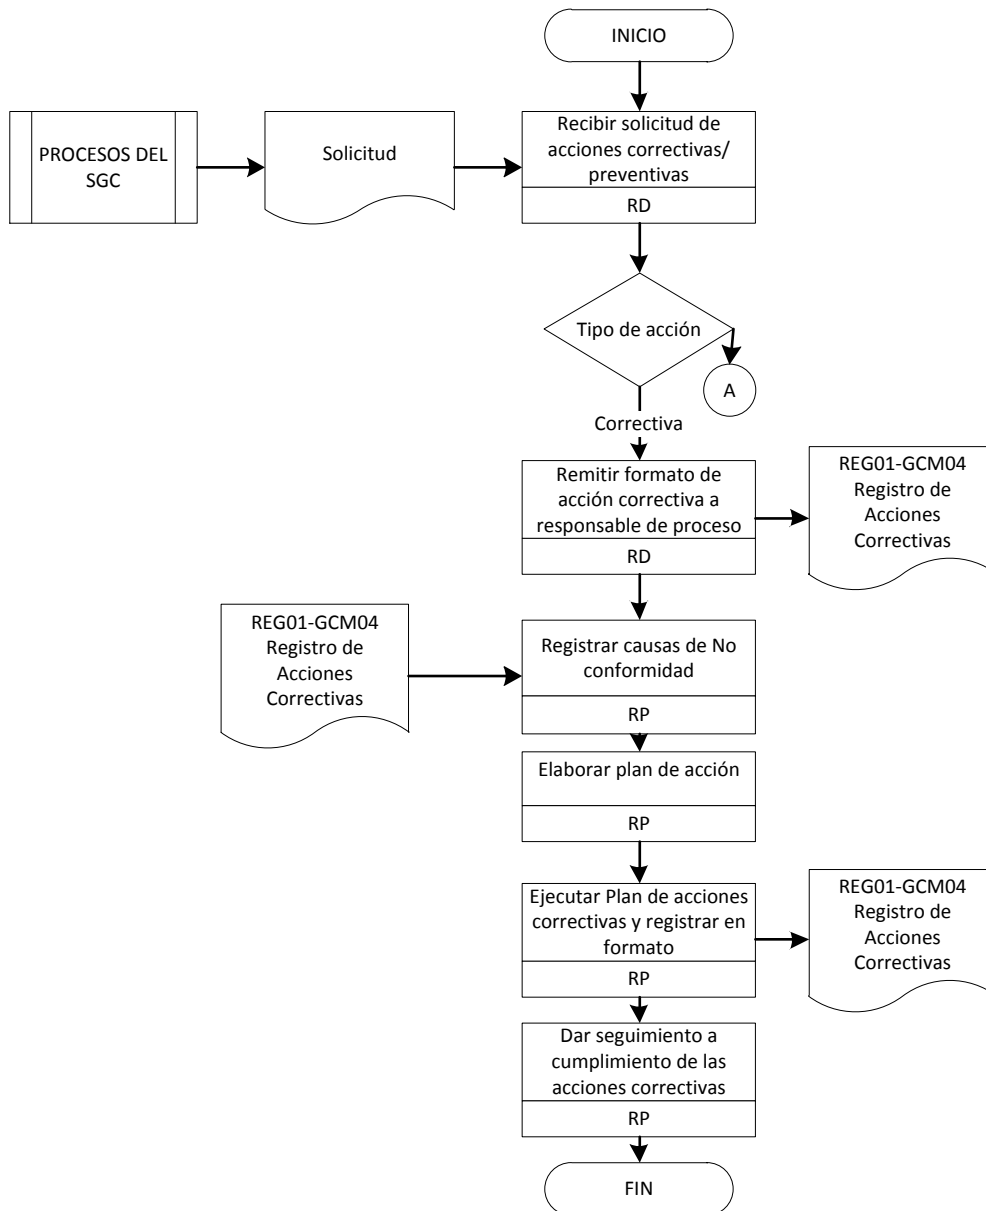 INICIO
PROCESOS DEL
SGC
Solicitud
Recibir solicitud de
acciones correctivas/
preventivas
RD
Tipo de acción
A
Correctiva
Remitir formato de
acción correctiva a
responsable de proceso
RD
REG01-GCM04
Registro de
Acciones
Correctivas
REG01-GCM04
Registro de
Acciones
Correctivas
Registrar causas de No
conformidad
RP
Elaborar plan de acción
RP
Ejecutar Plan de acciones
correctivas y registrar en
formato
RP
REG01-GCM04
Registro de
Acciones
Correctivas
Dar seguimiento a
cumplimiento de las
acciones correctivas
RP
FIN